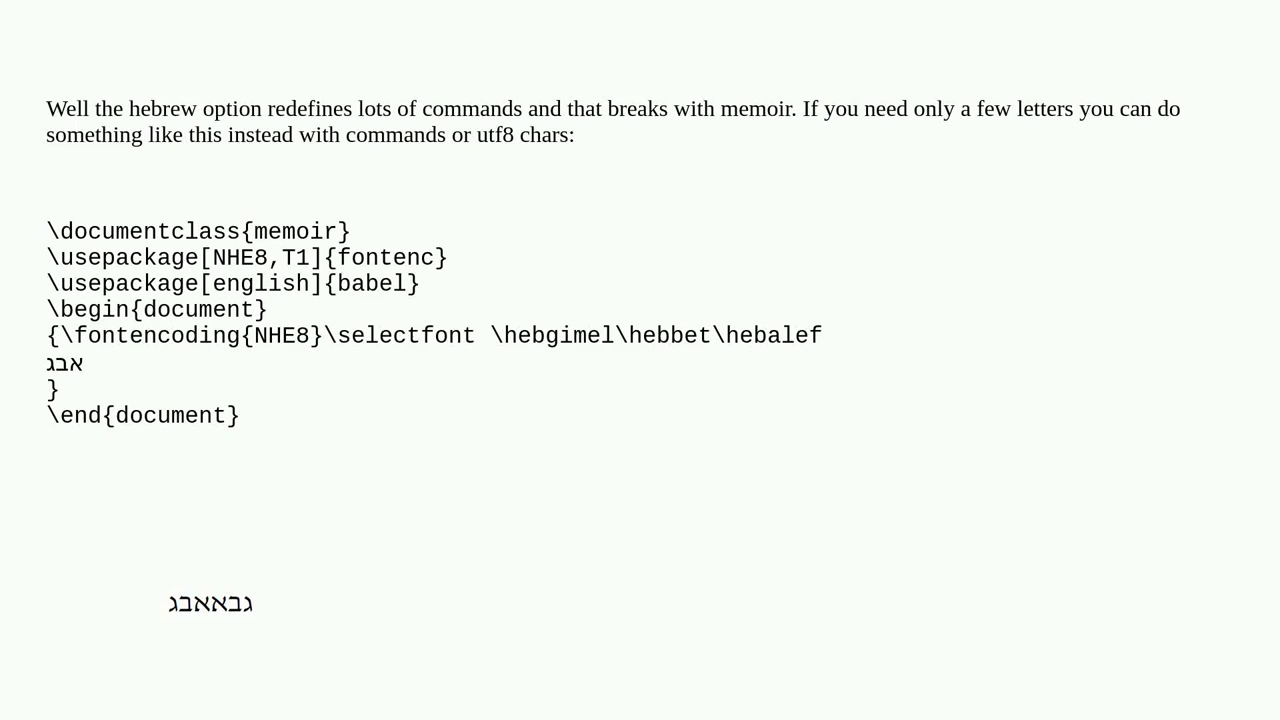 Well the hebrew option redefines lots of commands and that breaks with memoir. If you need only a few letters you can do
something like this instead with commands or utf8 chars:
\documentclass{memoir}
\usepackage[NHE8,T1]{fontenc}
\usepackage[english]{babel}
\begin{document}
{\fontencoding{NHE8}\selectfont \hebgimel\hebbet\hebalef
אבג
}
\end{document}
גבאאבג